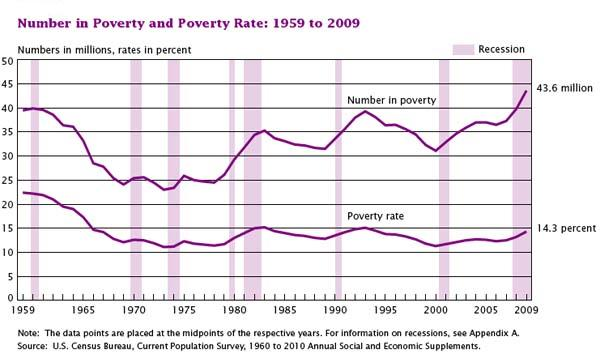 Number in Poverty and Poverty Rate: 1959 to 2009
Numbers in millions, rates in percent
Recession
50
45
43.6 million
Number in poverty
40
35
30
25
20
Poverty rate
15
14.3 percent
10
5
0
1959 1965 1970 1975 1980 1985 1990 1995 2000 2005 2009
Note: The data points are placed at the midpoints of the respective years. For information on recessions, see Appendix A.
Source: U.S. Census Bureau, Current Population Survey, 1960 to 2010 Annual Social and Economic Supplements.